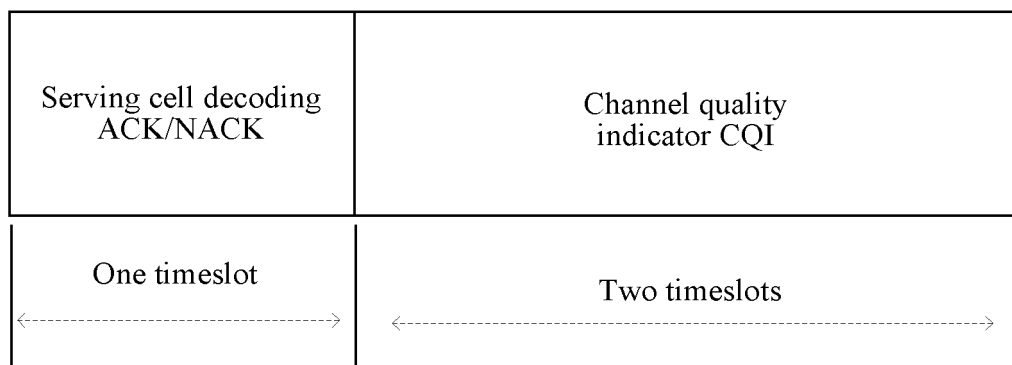 Serving cell decoding
ACK/NACK
Channel quality
indicator CQI
One timeslot
Two timeslots